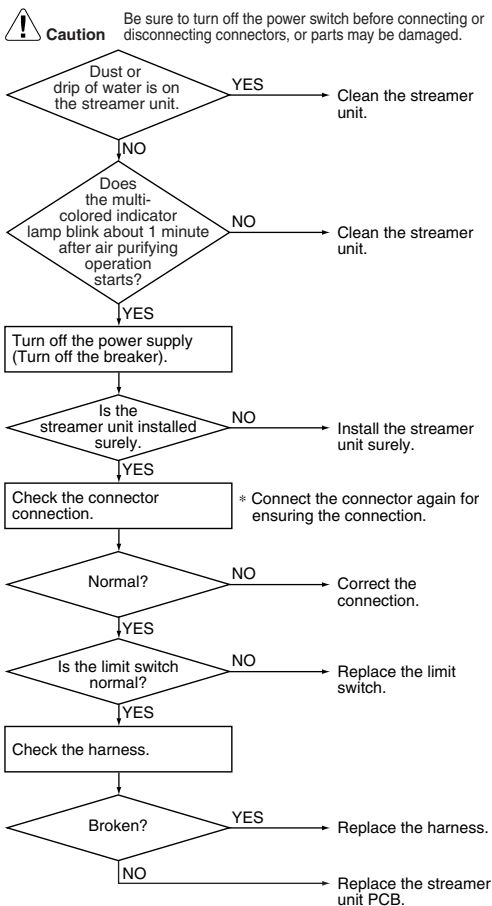 Caution
Be sure to turn off the power switch before connecting or
disconnecting connectors, or parts may be damaged.
Dust or
drip of water is on
the streamer unit.
YES
Clean the streamer
unit.
NO
Does
the multi-
colored indicator
lamp blink about 1 minute
after air purifying
operation
starts?
NO
Clean the streamer
unit.
YES
Turn off the power supply
(Turn off the breaker).
Is the
streamer unit installed
surely.
NO
Install the streamer
unit surely.
YES
Check the connector
connection.
* Connect the connector again for
ensuring the connection.
Normal?
NO
Correct the
connection.
YES
Is the limit switch
normal?
NO
Replace the limit
switch.
YES
Check the harness.
Broken?
YES
Replace the harness.
NO
Replace the streamer
unit PCB.